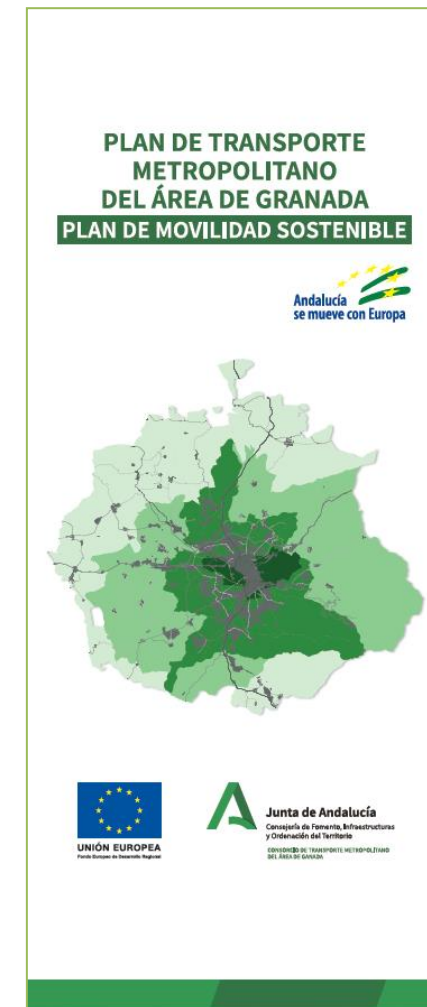 PLAN DE TRANSPORTE
METROPOLITANO
DEL ÁREA DE GRANADA
PLAN DE MOVILIDAD SOSTENIBLE
Andalucía
se mueve con Europa
UNIÓN EUROPEA
Fondo Europeo de Desarrollo Regional
Junta de Andalucía
Consejería de Fomento, Infraestructuras
y Ordenación del Territorio
CONSORCIO DE TRANSPORTE METROPOLITANO
DEL ÁREA DE GANADA